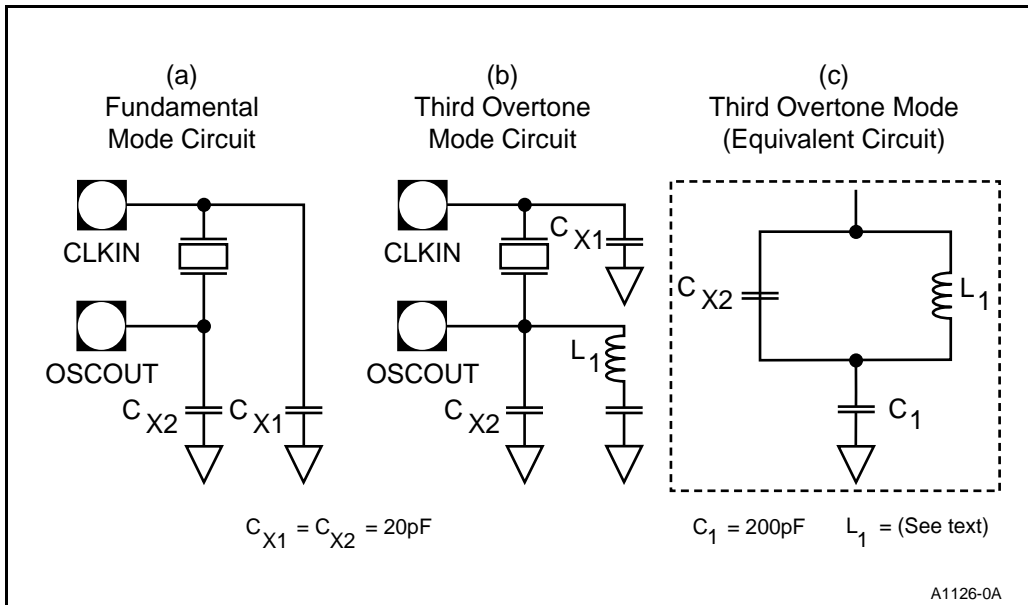 (a)
Fundamental
Mode Circuit
CLKIN
OSCOUT
C X2
C X1
(b)
Third Overtone
Mode Circuit
C X1
CLKIN
OSCOUT
L 1
C X2
(c)
Third Overtone Mode
(Equivalent Circuit)
C X2
L 1
C 1
C X1 = C X2 = 20pF
C 1 = 200pF
L 1 = (See text)
A1126-0A